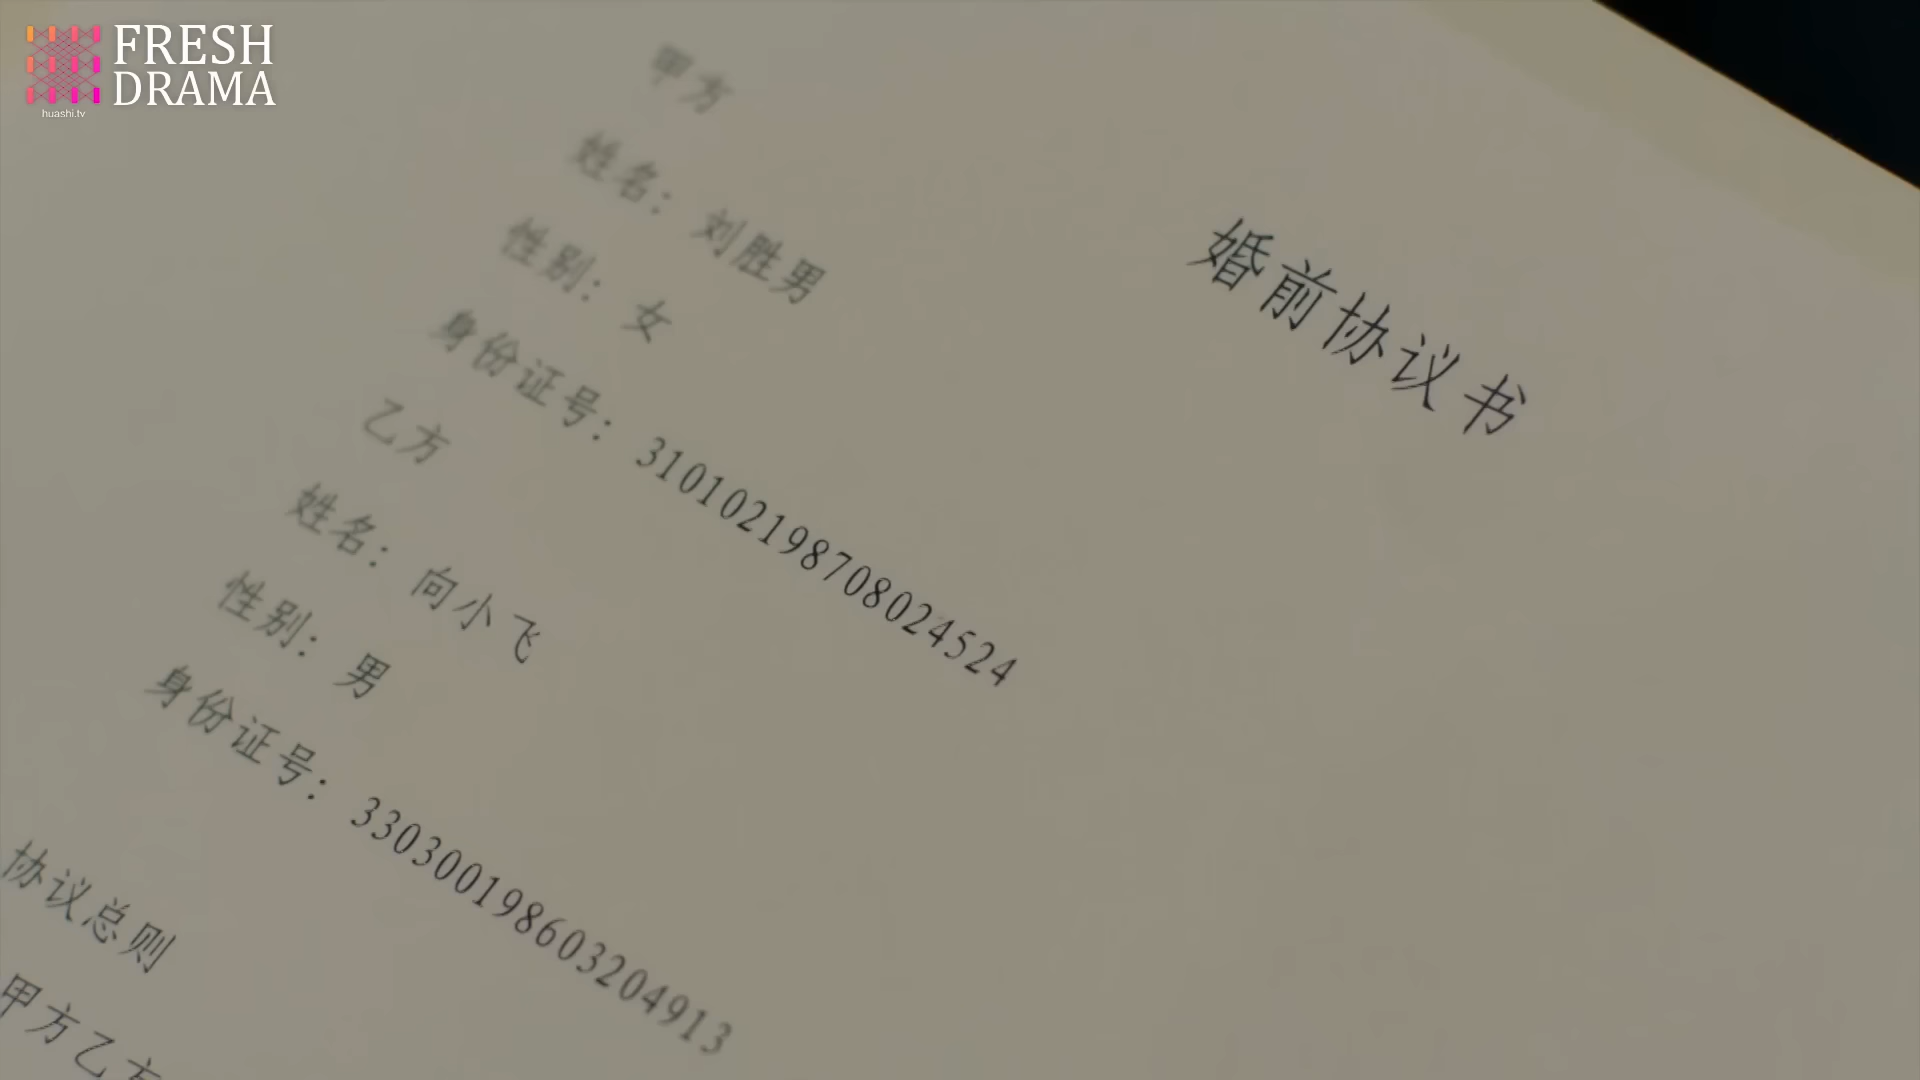 FRESH
DRAMA
huashi.tv
婚前协议书
甲方
姓名：刘胜男
性别：女
身份证号：310102198708024524
乙方
姓名：向小飞
性别：男
身份证号：330300198603204913
协议总则
甲方乙方